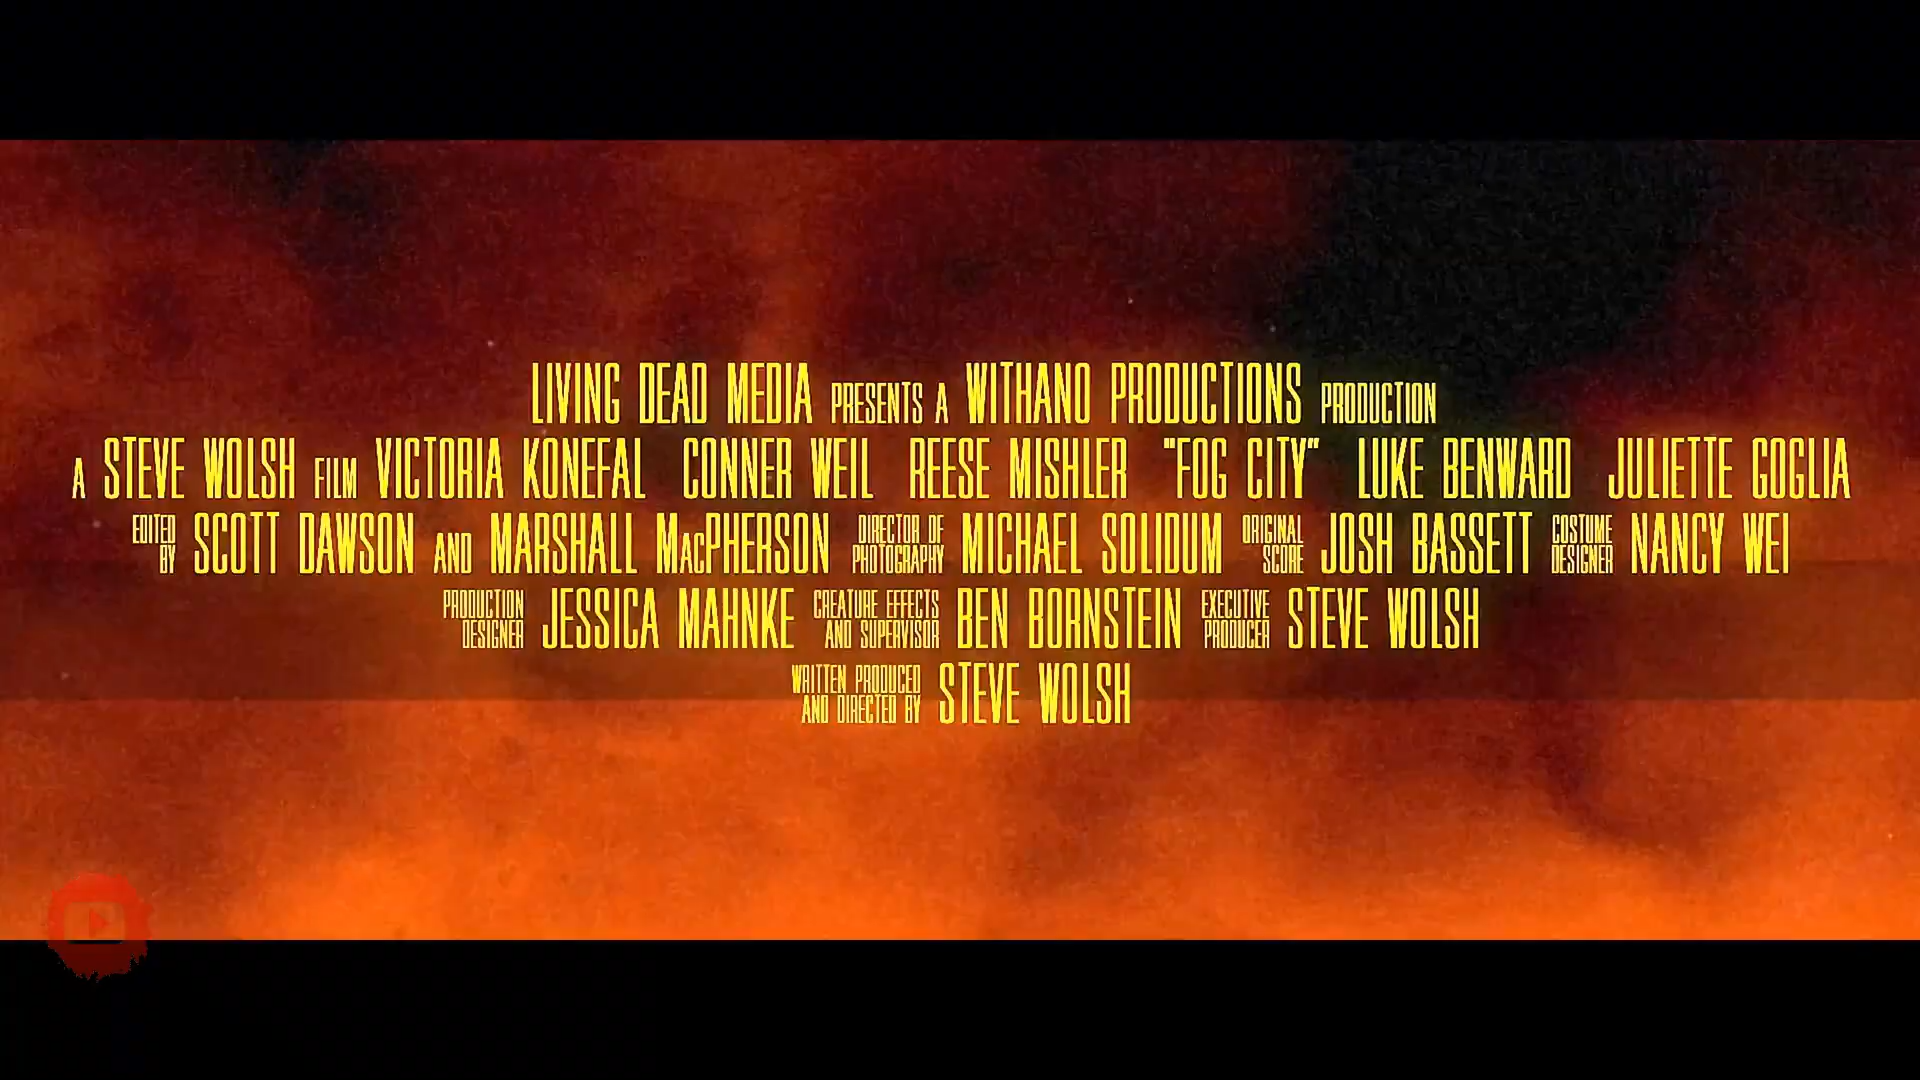 LIVING DEAD MEDIA PRESENTS A WITHANO PRODUCTIONS PRODUCTION
A STEVE WOLSH FILM VICTORIA KONEFAL CONNER WEIL REESE MISHLER "FOG CITY" LUKE BENWARD JULIETTE GOGLIA
EDITED BY SCOTT DAWSON AND MARSHALL MACPHERSON DIRECTOR OF PHOTOGRAPHY MICHAEL SOLIDUM ORIGINAL SCORE JOSH BASSETT COSTUME DESIGNER NANCY WEI
PRODUCTION DESIGNER JESSICA MAHNKE CREATURE EFFECTS AND SUPERVISOR BEN BORNSTEIN EXECUTIVE PRODUCER STEVE WOLSH
WRITTEN PRODUCED AND DIRECTED BY STEVE WOLSH